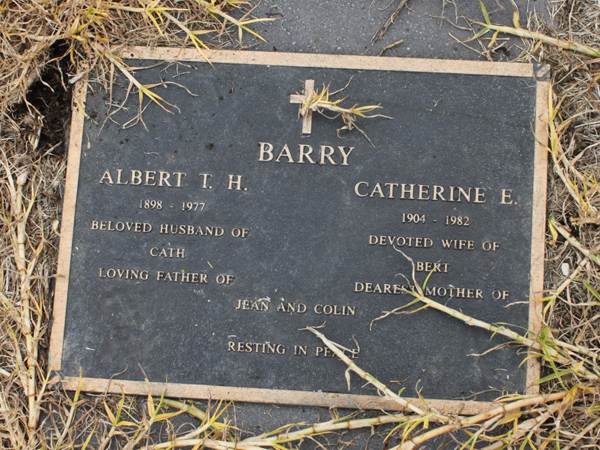 BARRY
ALBERT T. H.
1898 - 1977
BELOVED HUSBAND OF
CATH
LOVING FATHER OF
CATHERINE E.
1904 - 1982
DEVOTED WIFE OF
BERT
DEAREST MOTHER OF
JEAN AND COLIN
RESTING IN PEACE